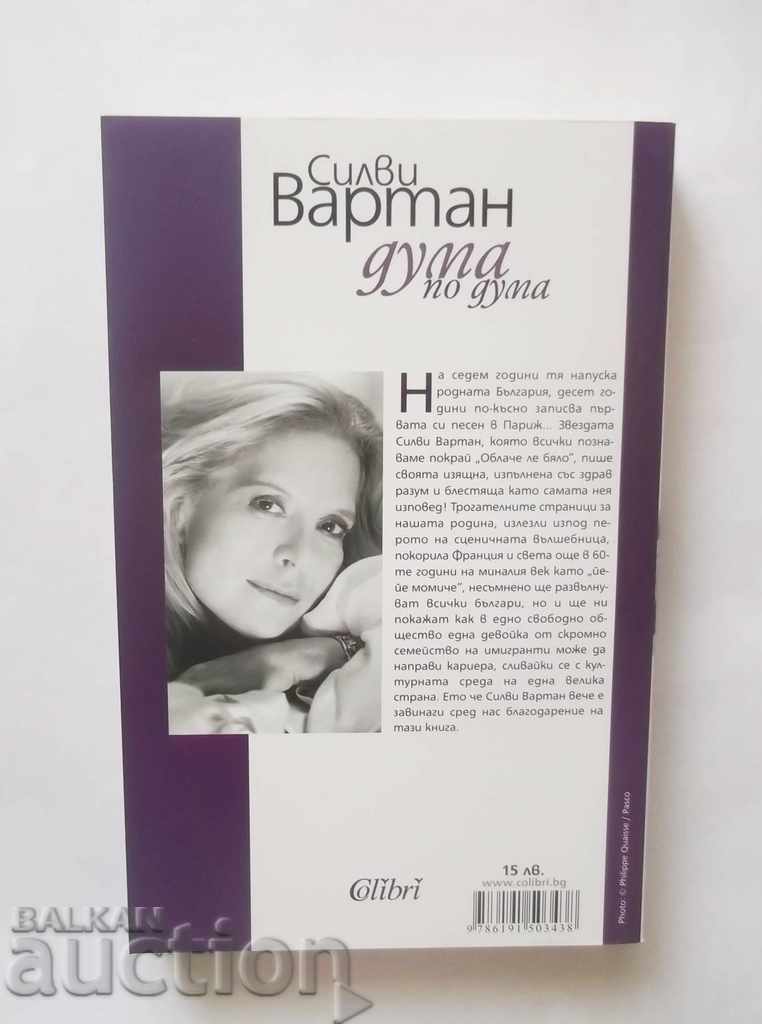 Силви
Вартан
дума
по дума
На седем години тя напуска
родната България, десет го-
дини по-късно записва пър-
вата си песен в Париж... Звездата
Силви Вартан, която всички позна-
ваме покрай „Облаче ле бяло“, пише
своята изящна, изпълнена със здрав
разум и блестяща като самата нея
изповед! Трогателните страници за
нашата родина, излезли изпод пе-
рото на сценичната вълшебница,
покорила Франция и света още в 60-
те години на миналия век като „йе-
йе момиче“, несъмнено ще развълну-
ват всички българи, но и ще ни
покажат как в едно свободно об-
щество една девойка от скромно
семейство на имигранти може да
направи кариера, сливайки се с кул-
турната среда на една велика
страна. Ето че Силви Вартан вече е
завинаги сред нас благодарение на
тази книга.
Photo: © Philippe Quaisse / Pasco
Colibri
15 лв.
www.colibri.bg
9 786191 503438
BALKAN
auction